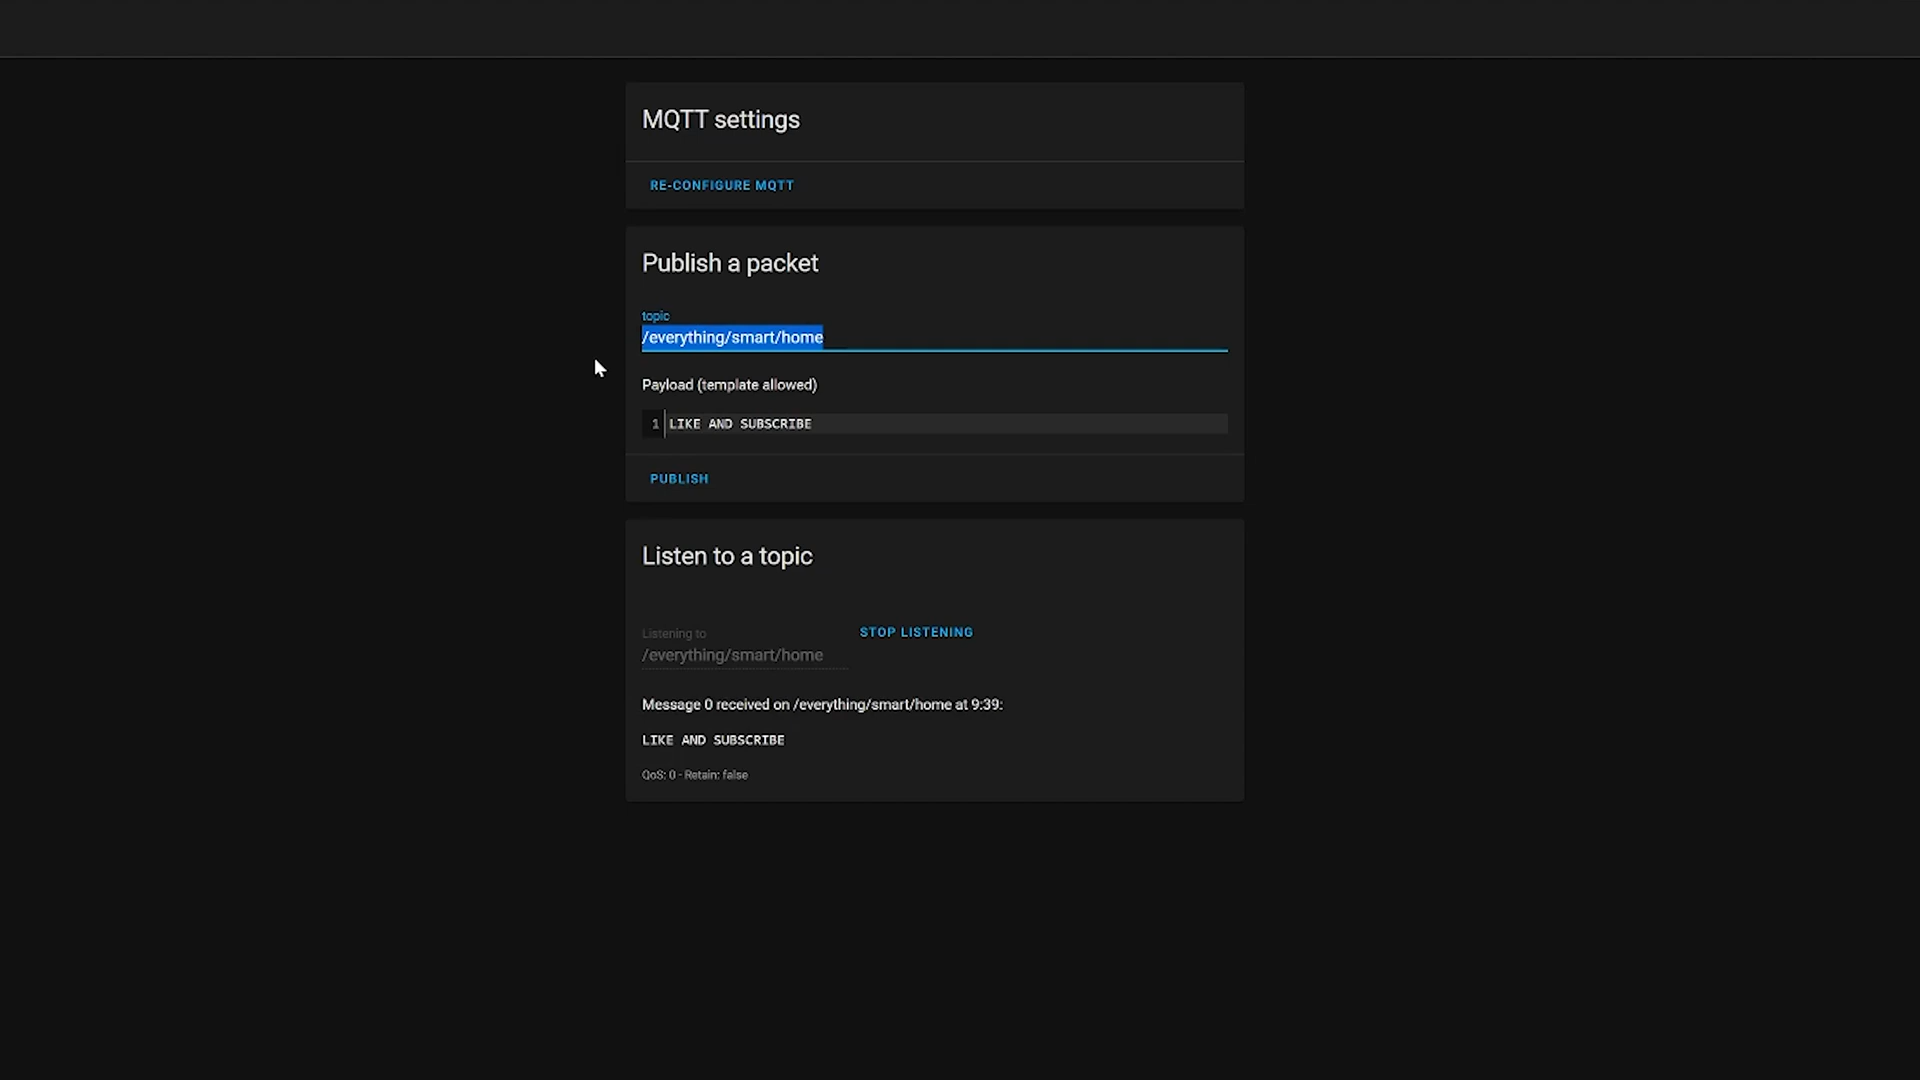 MQTT settings
RE-CONFIGURE MQTT
Publish a packet
topic
/everything/smart/home
Payload (template allowed)
1 LIKE AND SUBSCRIBE
PUBLISH
Listen to a topic
Listening to
/everything/smart/home
STOP LISTENING
Message 0 received on /everything/smart/home at 9:39:
LIKE AND SUBSCRIBE
QoS: 0 - Retain: false